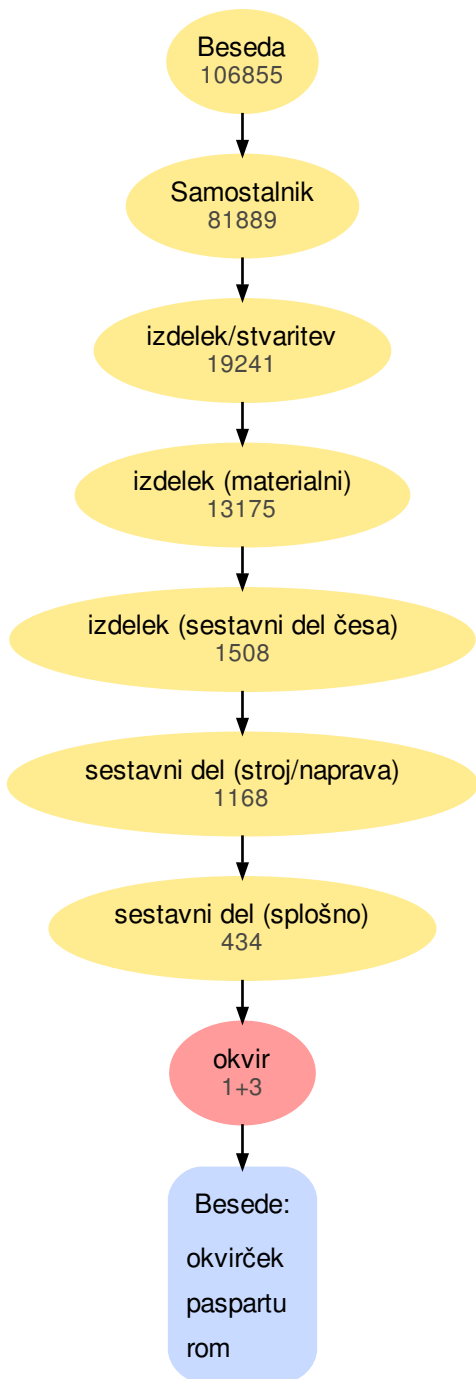 Beseda
106855
Samostalnik
81889
izdelek/stvaritev
19241
izdelek (materialni)
13175
izdelek (sestavni del česa)
1508
sestavni del (stroj/naprava)
1168
sestavni del (splošno)
434
okvir
1+3
Besede:
okvirček
paspartu
rom